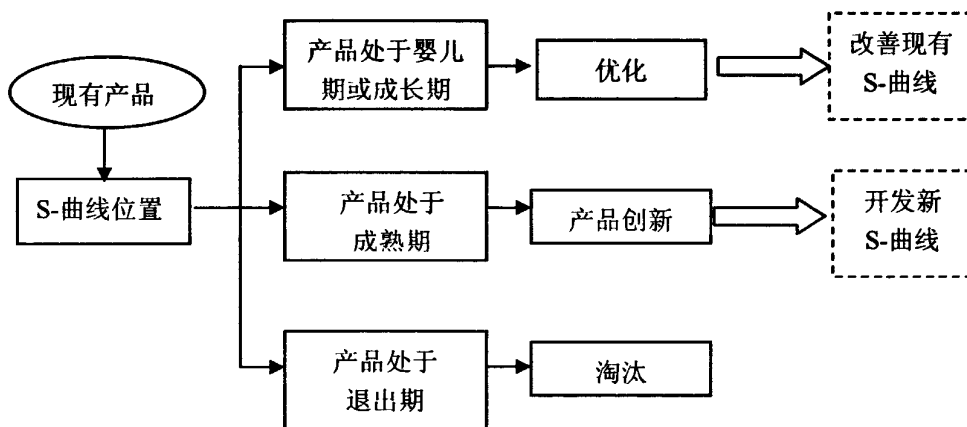 现有产品
S-曲线位置
产品处于婴儿
期或成长期
优化
改善现有
S-曲线
产品处于
成熟期
产品创新
开发新
S-曲线
产品处于
退出期
淘汰